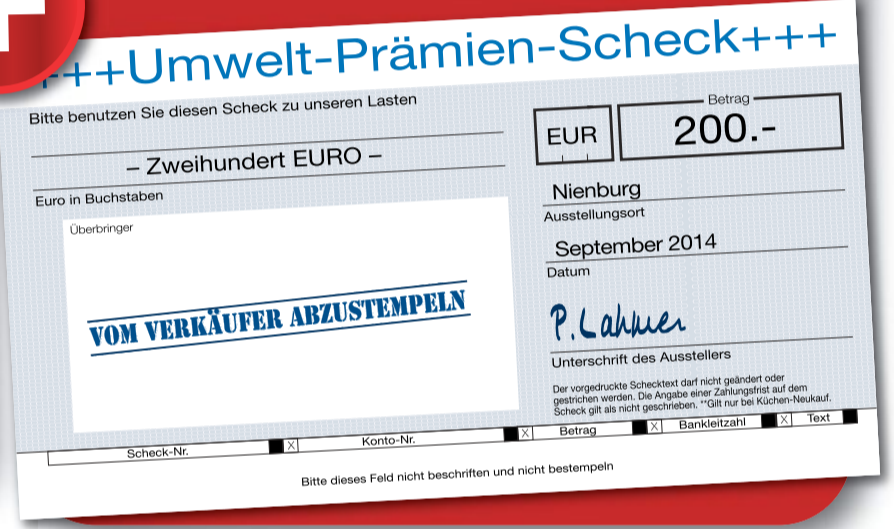 +++Umwelt-Prämien-Scheck+++
Bitte benutzen Sie diesen Scheck zu unseren Lasten
– Zweihundert EURO –
Euro in Buchstaben
EUR
Betrag
200.-
Überbringer
VOM VERKÄUFER ABZUSTEMPELN
Nienburg
Ausstellungsort
September 2014
Datum
P. Lahmer
Unterschrift des Ausstellers
Der vorgedruckte Schecktext darf nicht geändert oder
gestrichen werden. Die Angabe einer Zahlungsfrist auf dem
Scheck gilt als nicht geschrieben. **Gilt nur bei Küchen-Neukauf.
Scheck-Nr. X Konto-Nr. X Betrag X Bankleitzahl X Text
Bitte dieses Feld nicht beschriften und nicht bestempeln